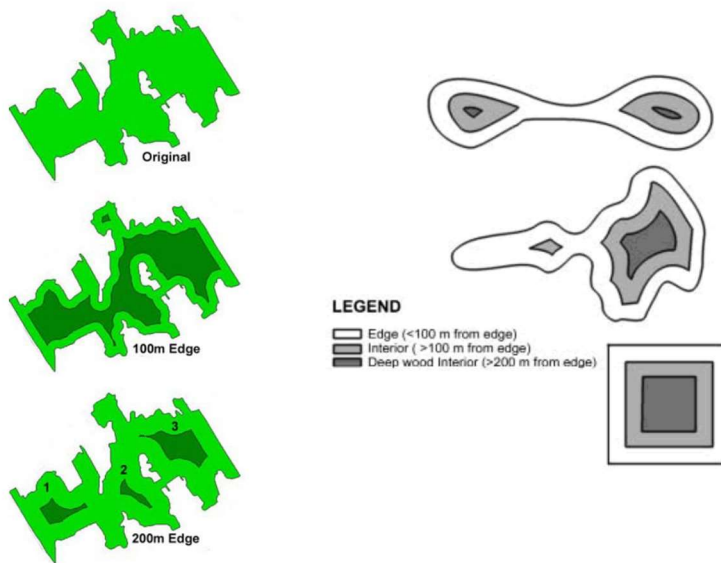 Original
100m Edge
1
2
3
200m Edge
LEGEND
Edge (<100 m from edge)
Interior ( >100 m from edge)
Deep wood Interior (>200 m from edge)